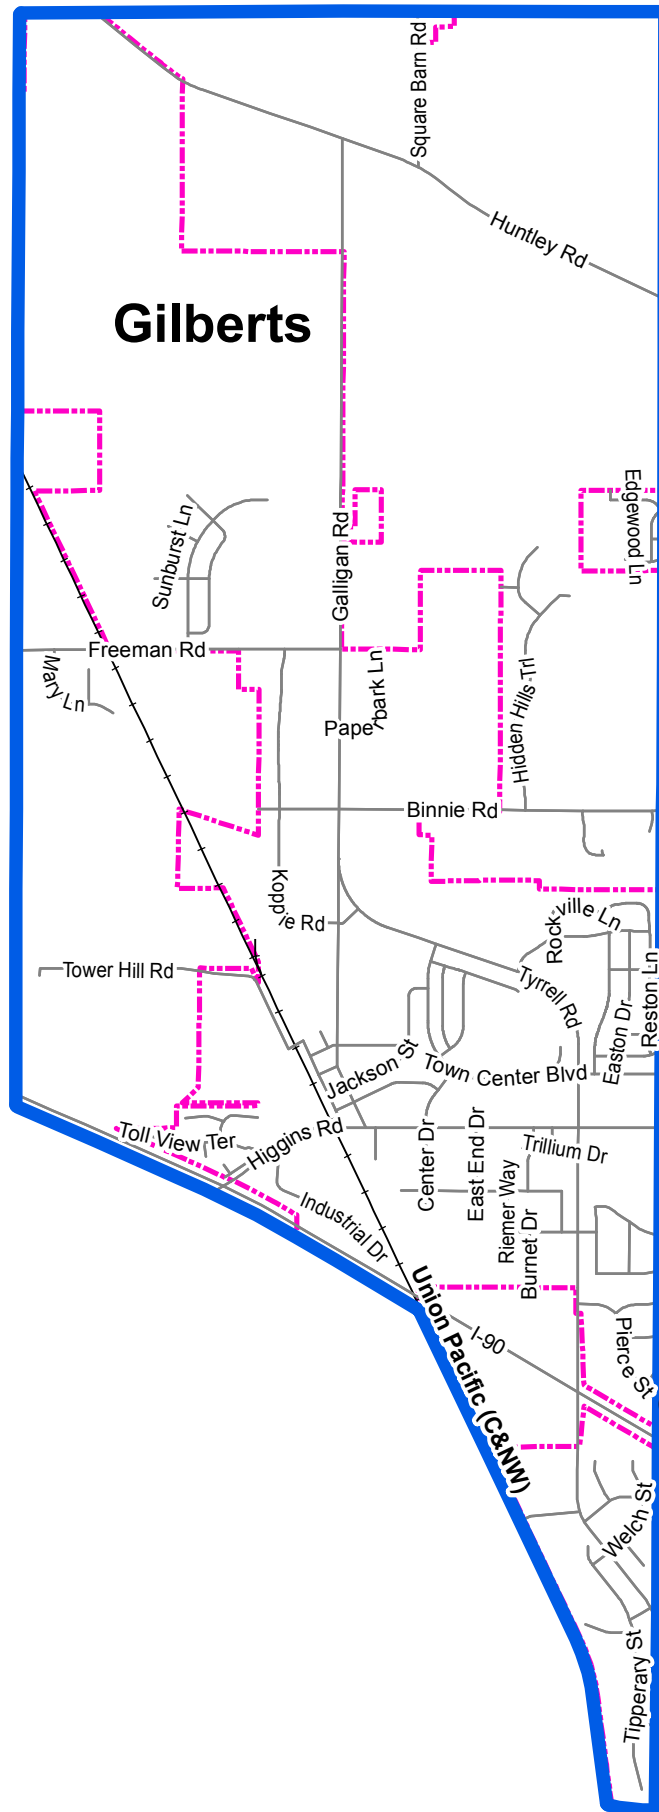 Square Barn Rd
Huntley Rd
Gilberts
Edgewood Ln
Sunburst Ln
Galligan Rd
Freeman Rd
Mary Ln
Paperbark Ln
Hidden Hills Trl
Binnie Rd
Koppie Rd
Rockville Ln
Tower Hill Rd
Tyrrell Rd
Reston Ln
Easton Dr
Jackson St
Town Center Blvd
Toll View Ter
Higgins Rd
Trillium Dr
Center Dr
East End Dr
Riemer Way
Burnet Dr
Industrial Dr
Union Pacific (C&NW)
I-90
Pierce St
Welch St
Tipperary St